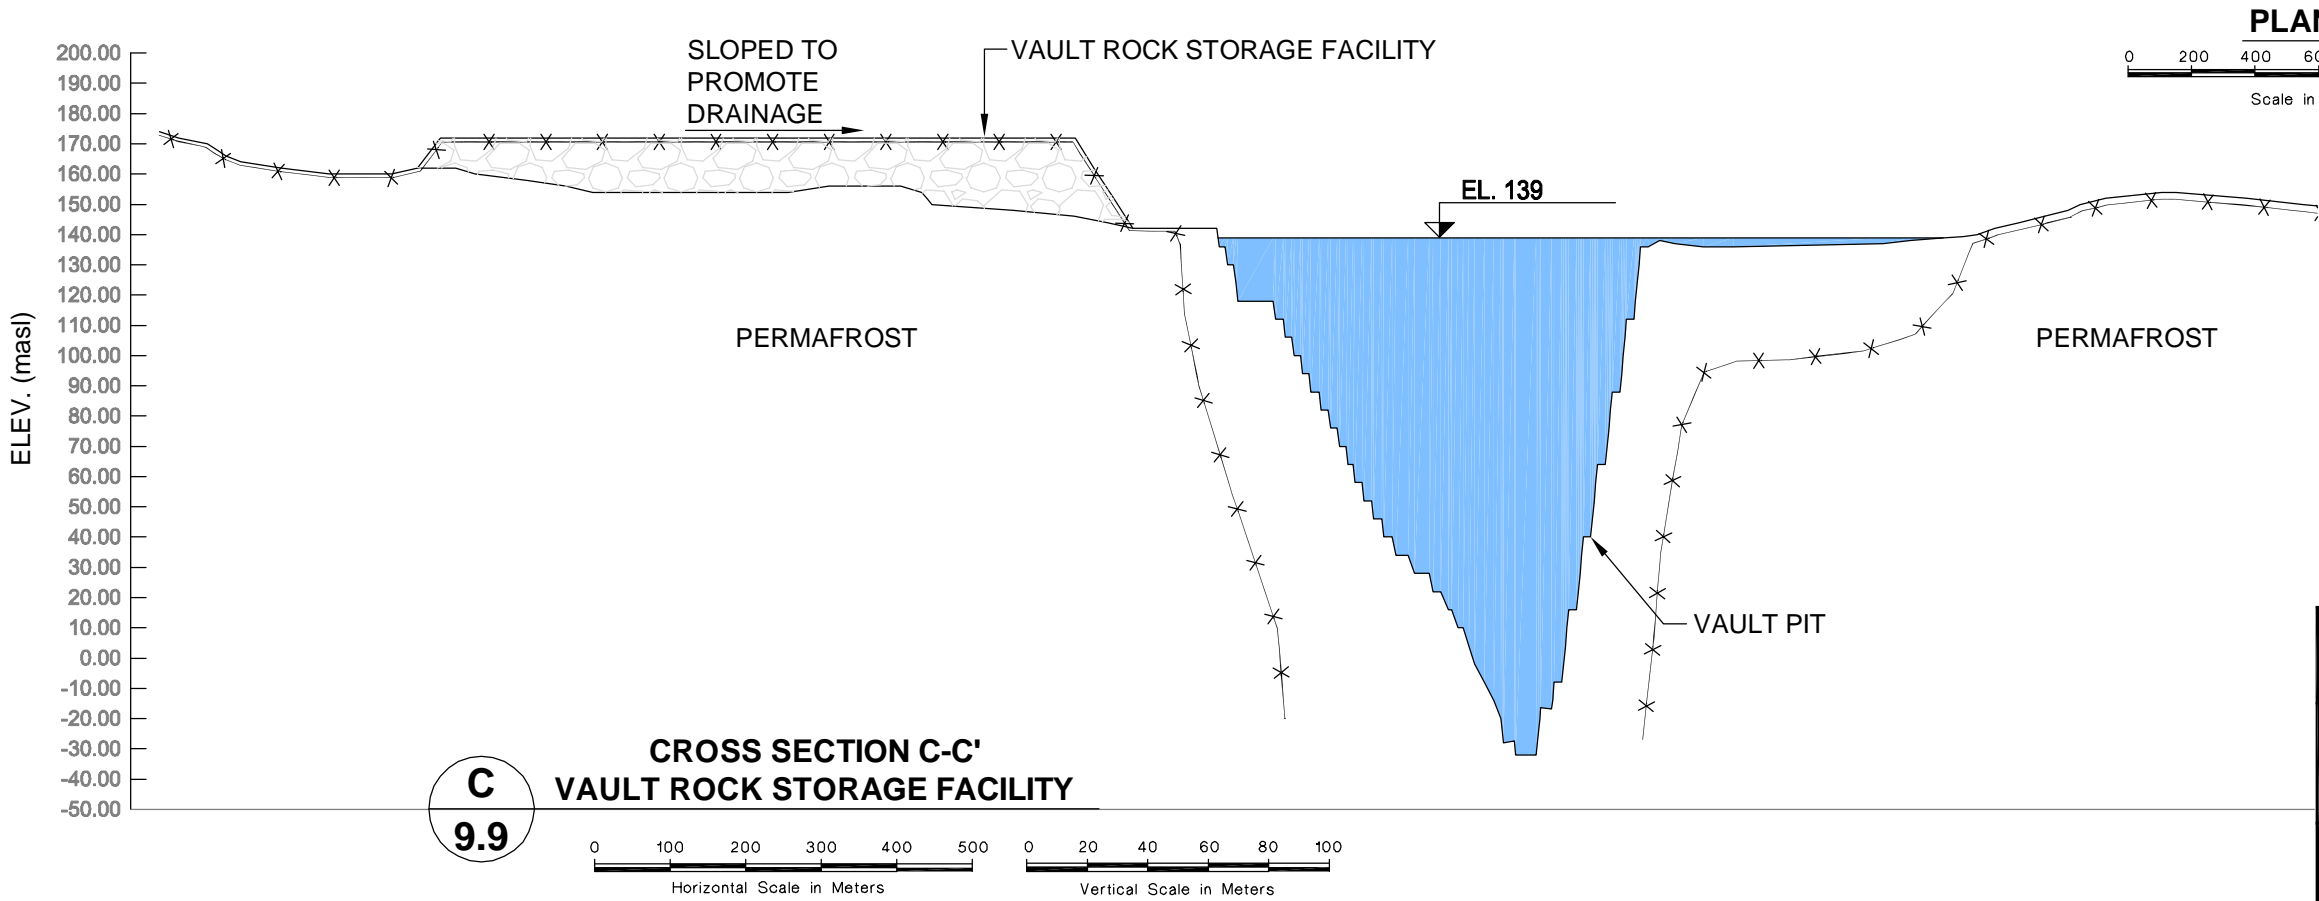 PLAN
0 200 400
Scale in
SLOPED TO
PROMOTE
DRAINAGE
VAULT ROCK STORAGE FACILITY
200.00
190.00
180.00
170.00
160.00
150.00
140.00
130.00
120.00
110.00
100.00
90.00
80.00
70.00
60.00
50.00
40.00
30.00
20.00
10.00
0.00
-10.00
-20.00
-30.00
-40.00
-50.00
ELEV. (masl)
EL. 139
PERMAFROST
PERMAFROST
VAULT PIT
C
9.9
CROSS SECTION C-C'
VAULT ROCK STORAGE FACILITY
0 100 200 300 400 500
Horizontal Scale in Meters
0 20 40 60 80 100
Vertical Scale in Meters